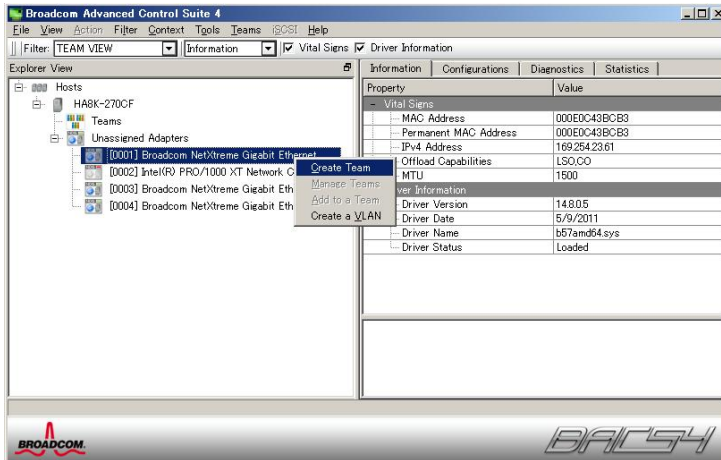 Broadcom Advanced Control Suite 4
File View Action Filter Context Tools Teams iSCSI Help
Filter: TEAM VIEW Information Vital Signs Driver Information
Explorer View
Hosts
HA8K-270CF
Teams
Unassigned Adapters
[0001] Broadcom NetXtreme Gigabit Ethernet
[0002] Intel(R) PRO/1000 XT Network C
[0003] Broadcom NetXtreme Gigabit Eth
[0004] Broadcom NetXtreme Gigabit Eth
Create Team
Manage Teams
Add to a Team
Create a VLAN
Information Configurations Diagnostics Statistics
Property Value
Vital Signs
MAC Address 000E0C43BCB3
Permanent MAC Address 000E0C43BCB3
IPv4 Address 169.254.23.61
Offload Capabilities LSO,CO
MTU 1500
ver Information
Driver Version 14.8.0.5
Driver Date 5/9/2011
Driver Name b57amd64.sys
Driver Status Loaded
BROADCOM.
BACS4